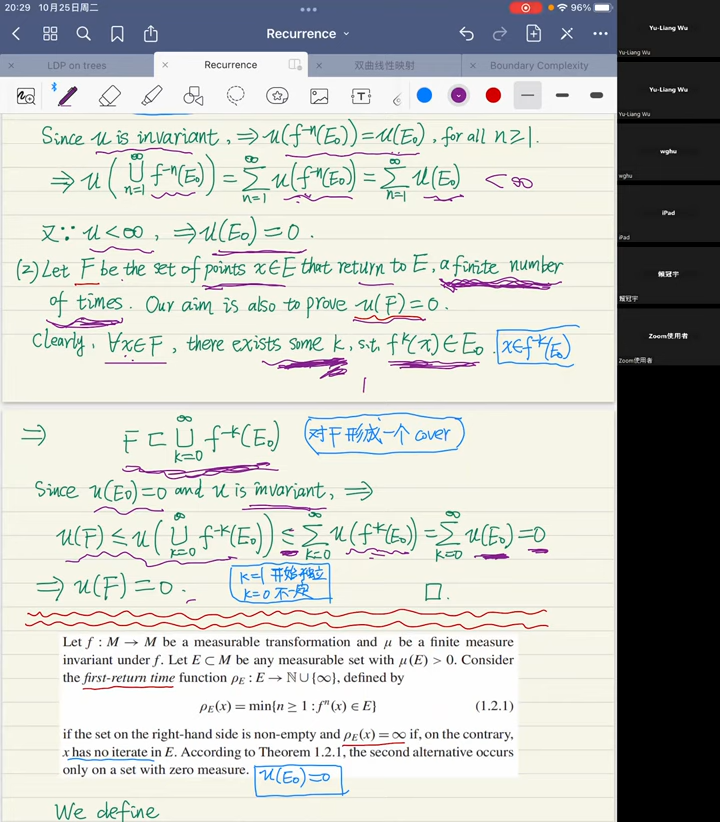 20:29 10月25日周二
96%
Recurrence
LDP on trees
Recurrence
双曲线性映射
Boundary Complexity
Since u is invariant, ⇒ u(f⁻ⁿ(E₀)) = u(E₀), for all n≥1.
⇒ u(⋃_{n=1}^{∞} f⁻ⁿ(E₀)) = ∑_{n=1}^{∞} u(f⁻ⁿ(E₀)) = ∑_{n=1}^{∞} u(E₀) < ∞
又∵ u<∞, ⇒ u(E₀) = 0.
(2) Let F be the set of points x∈E that return to E, a finite number
of times. Our aim is also to prove u(F) = 0.
Clearly, ∀x∈F, there exists some k, s.t. f^k(x) ∈ E₀. x∈f^{-k}(E₀)
⇒ F ⊏ ⋃_{k=0}^{∞} f^{-k}(E₀) 对F形成一个cover
Since u(E₀)=0 and u is invariant, ⇒
u(F) ≤ u(⋃_{k=0}^{∞} f^{-k}(E₀)) ≤ ∑_{k=0}^{∞} u(f^{-k}(E₀)) = ∑_{k=0}^{∞} u(E₀) = 0
⇒ u(F) = 0. □.
k=1 开始独立
k=0 不一定
Let f : M → M be a measurable transformation and μ be a finite measure
invariant under f. Let E ⊂ M be any measurable set with μ(E) > 0. Consider
the first-return time function ρ_E : E → ℕ ∪ {∞}, defined by
ρ_E(x) = min{n ≥ 1 : fⁿ(x) ∈ E} (1.2.1)
if the set on the right-hand side is non-empty and ρ_E(x) = ∞ if, on the contrary,
x has no iterate in E. According to Theorem 1.2.1, the second alternative occurs
only on a set with zero measure. u(E₀)=0
We define
Yu-Liang Wu
Yu-Liang Wu
Yu-Liang Wu
Yu-Liang Wu
wghu
wghu
iPad
iPad
賴冠宇
賴冠宇
Zoom使用者
Zoom使用者